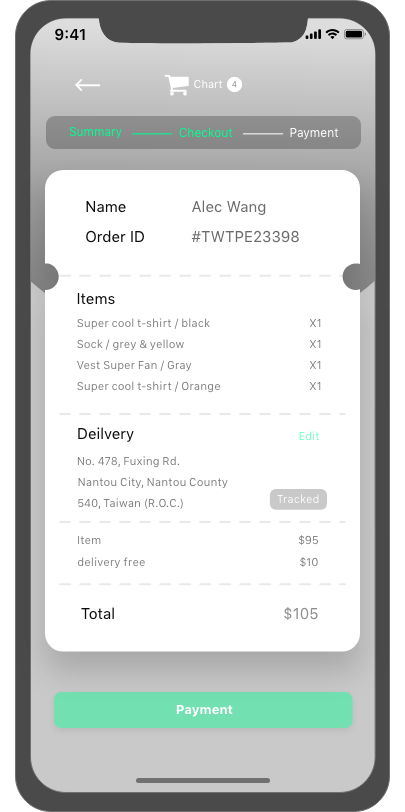 9:41
Chart 4
Summary Checkout Payment
Name Alec Wang
Order ID #TWTPE23398
Items
Super cool t-shirt / black X1
Sock / grey & yellow X1
Vest Super Fan / Gray X1
Super cool t-shirt / Orange X1
Deilvery Edit
No. 478, Fuxing Rd.
Nantou City, Nantou County
540, Taiwan (R.O.C.) Tracked
Item $95
delivery free $10
Total $105
Payment